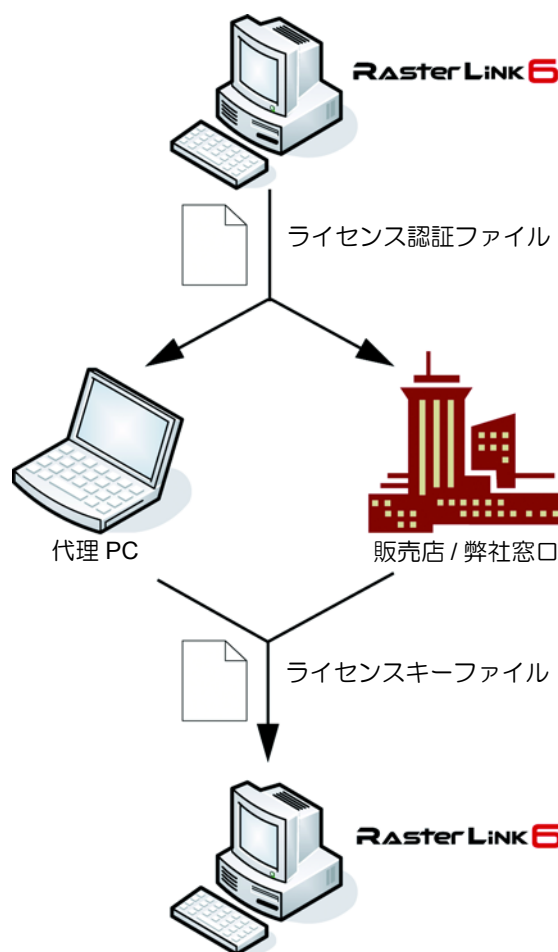 RASTERLINK6
ライセンス認証ファイル
代理 PC
販売店 / 弊社窓口
ライセンスキーファイル
RASTERLINK6